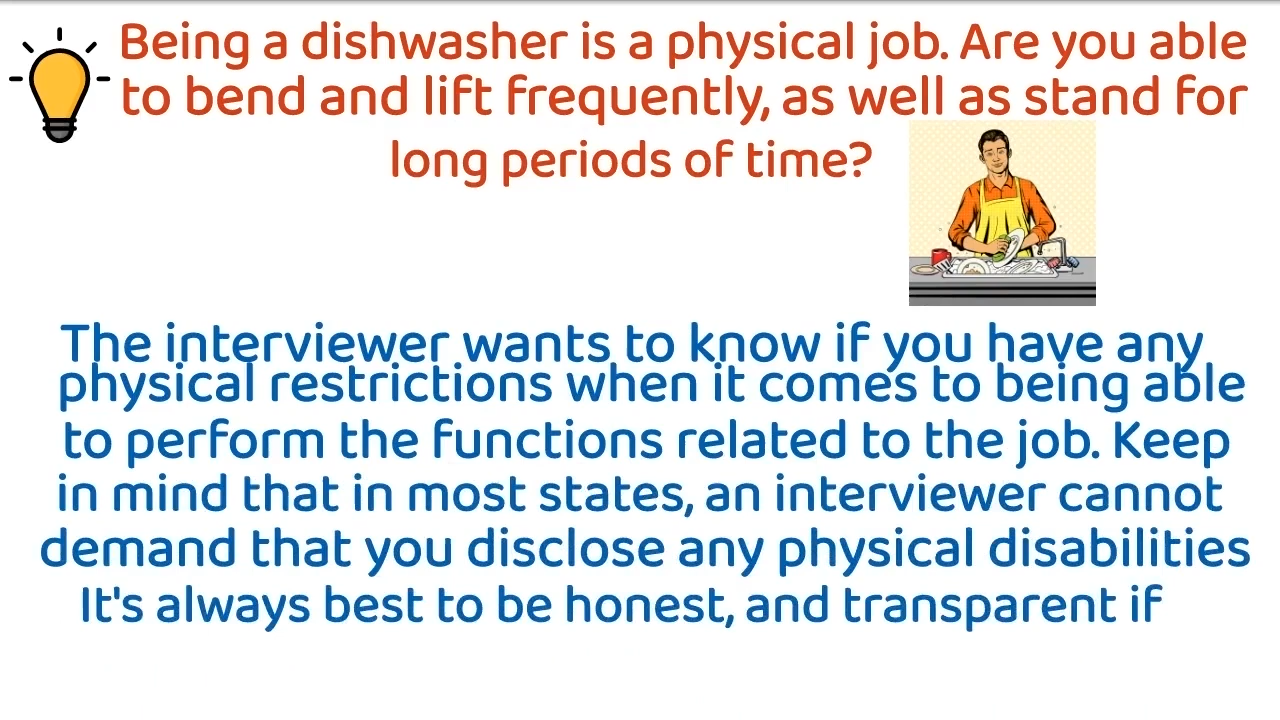 Being a dishwasher is a physical job. Are you able
to bend and lift frequently, as well as stand for
long periods of time?
The interviewer wants to know if you have any
physical restrictions when it comes to being able
to perform the functions related to the job. Keep
in mind that in most states, an interviewer cannot
demand that you disclose any physical disabilities
It's always best to be honest, and transparent if